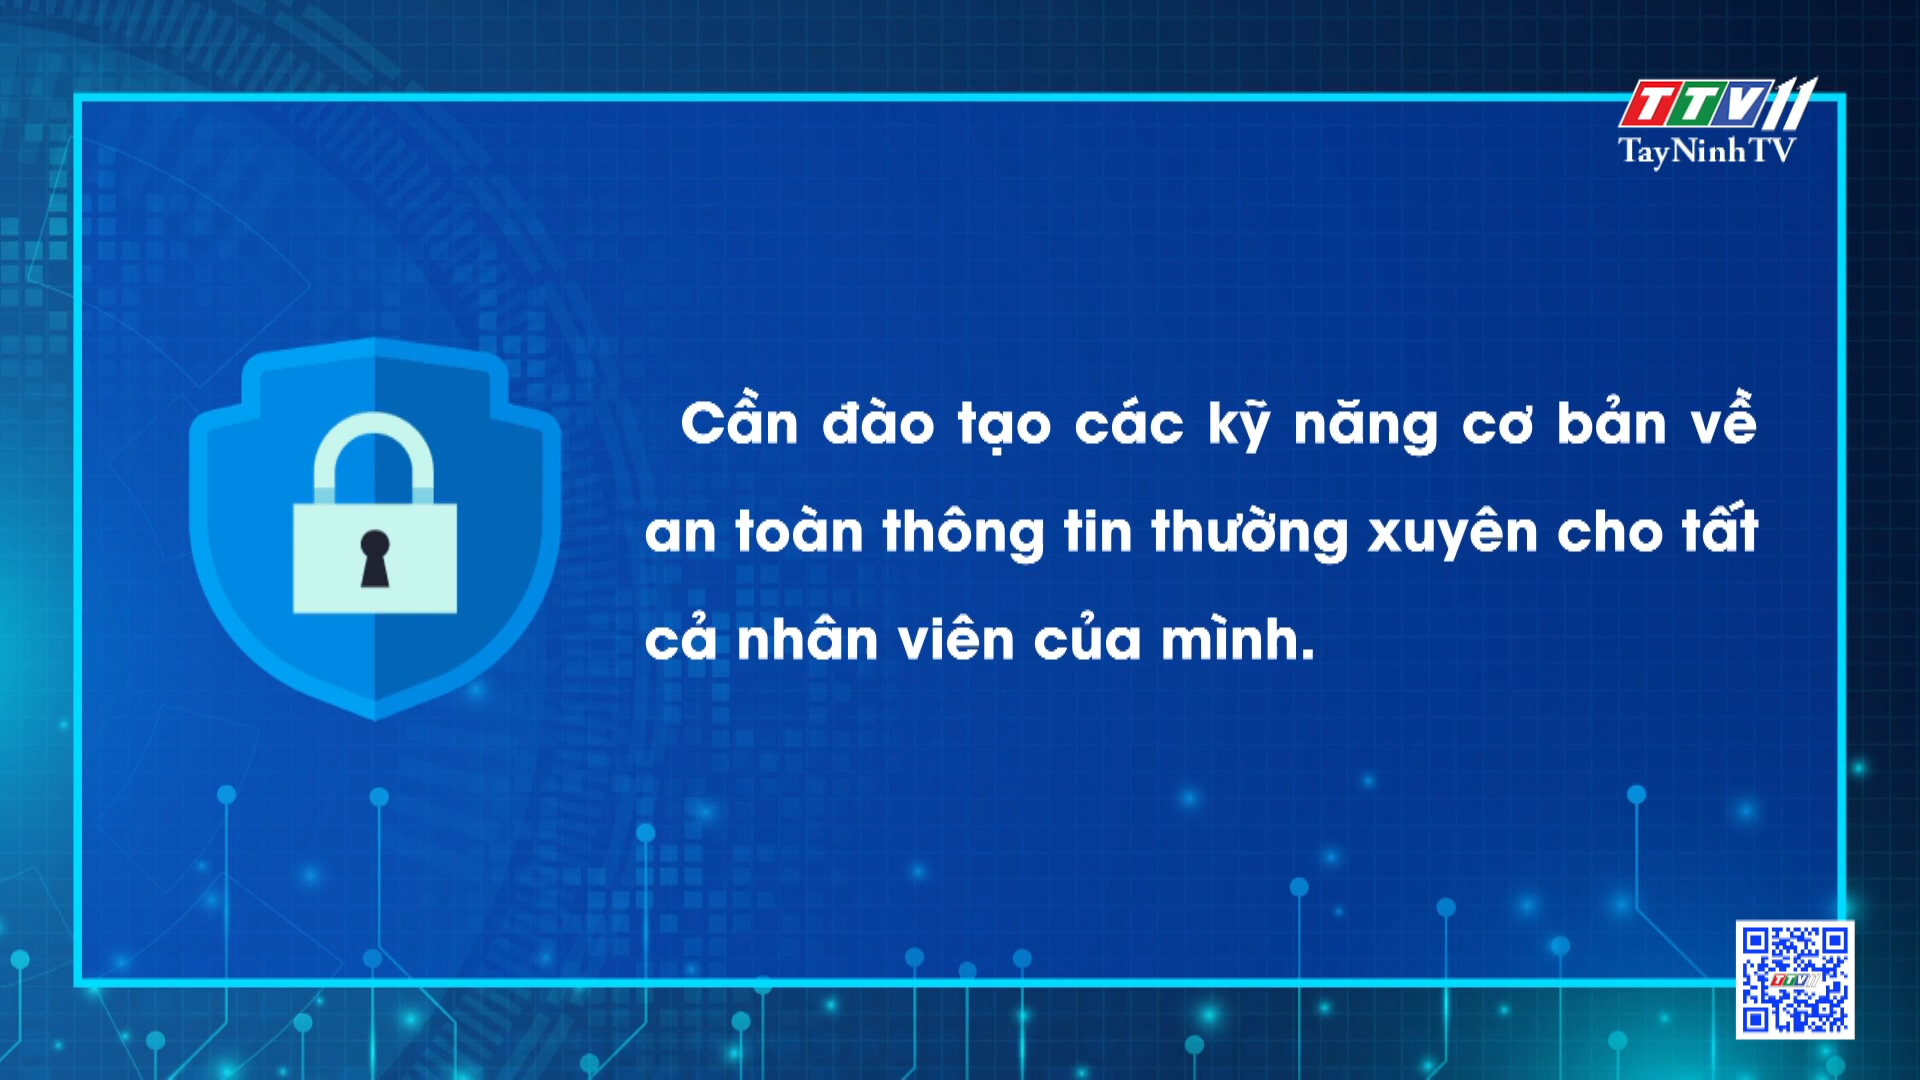 TTV11
TayNinhTV
Cần đào tạo các kỹ năng cơ bản về
an toàn thông tin thường xuyên cho tất
cả nhân viên của mình.
TTV11